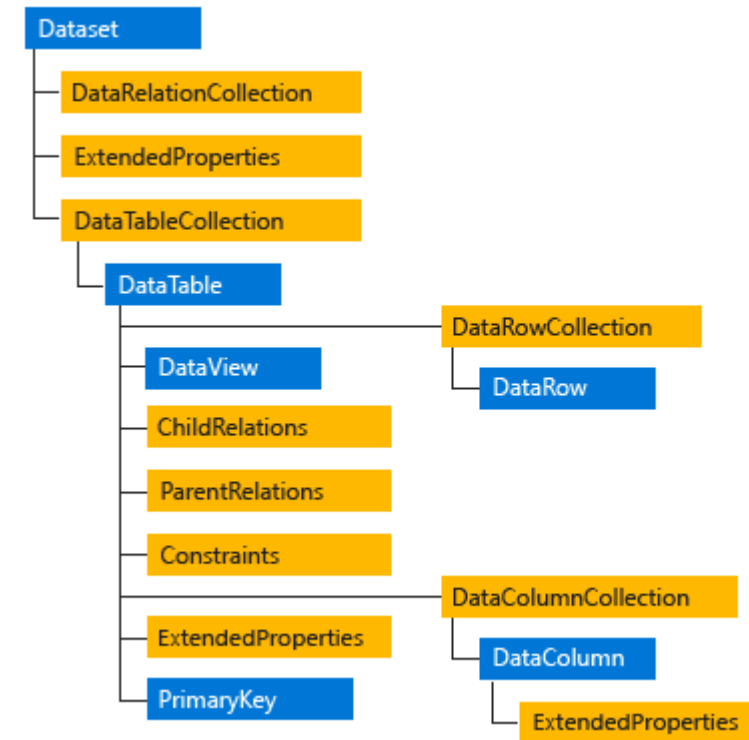 Dataset
DataRelationCollection
ExtendedProperties
DataTableCollection
DataTable
DataRowCollection
DataView
DataRow
ChildRelations
ParentRelations
Constraints
DataColumnCollection
ExtendedProperties
DataColumn
PrimaryKey
ExtendedProperties